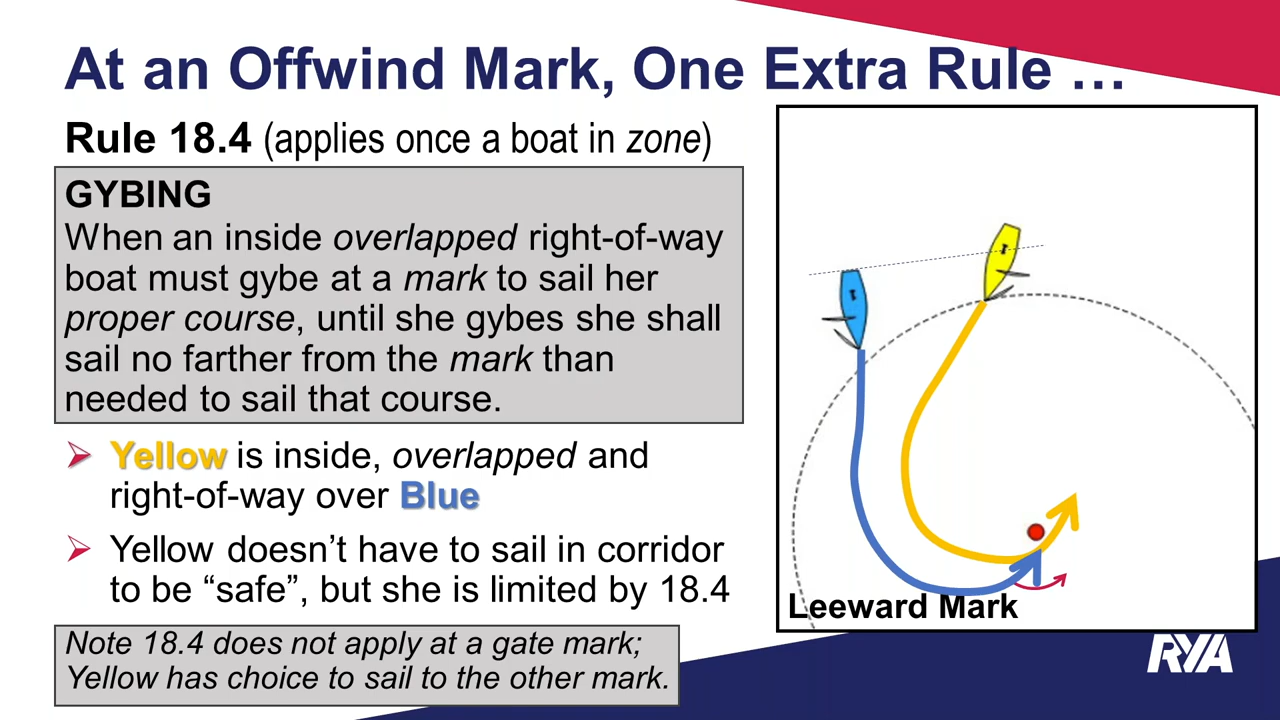 At an Offwind Mark, One Extra Rule …
Rule 18.4 (applies once a boat in zone)
GYBING
When an inside overlapped right-of-way
boat must gybe at a mark to sail her
proper course, until she gybes she shall
sail no farther from the mark than
needed to sail that course.
Yellow is inside, overlapped and
right-of-way over Blue
Yellow doesn’t have to sail in corridor
to be “safe”, but she is limited by 18.4
Note 18.4 does not apply at a gate mark;
Yellow has choice to sail to the other mark.
1
1
Leeward Mark
RYA